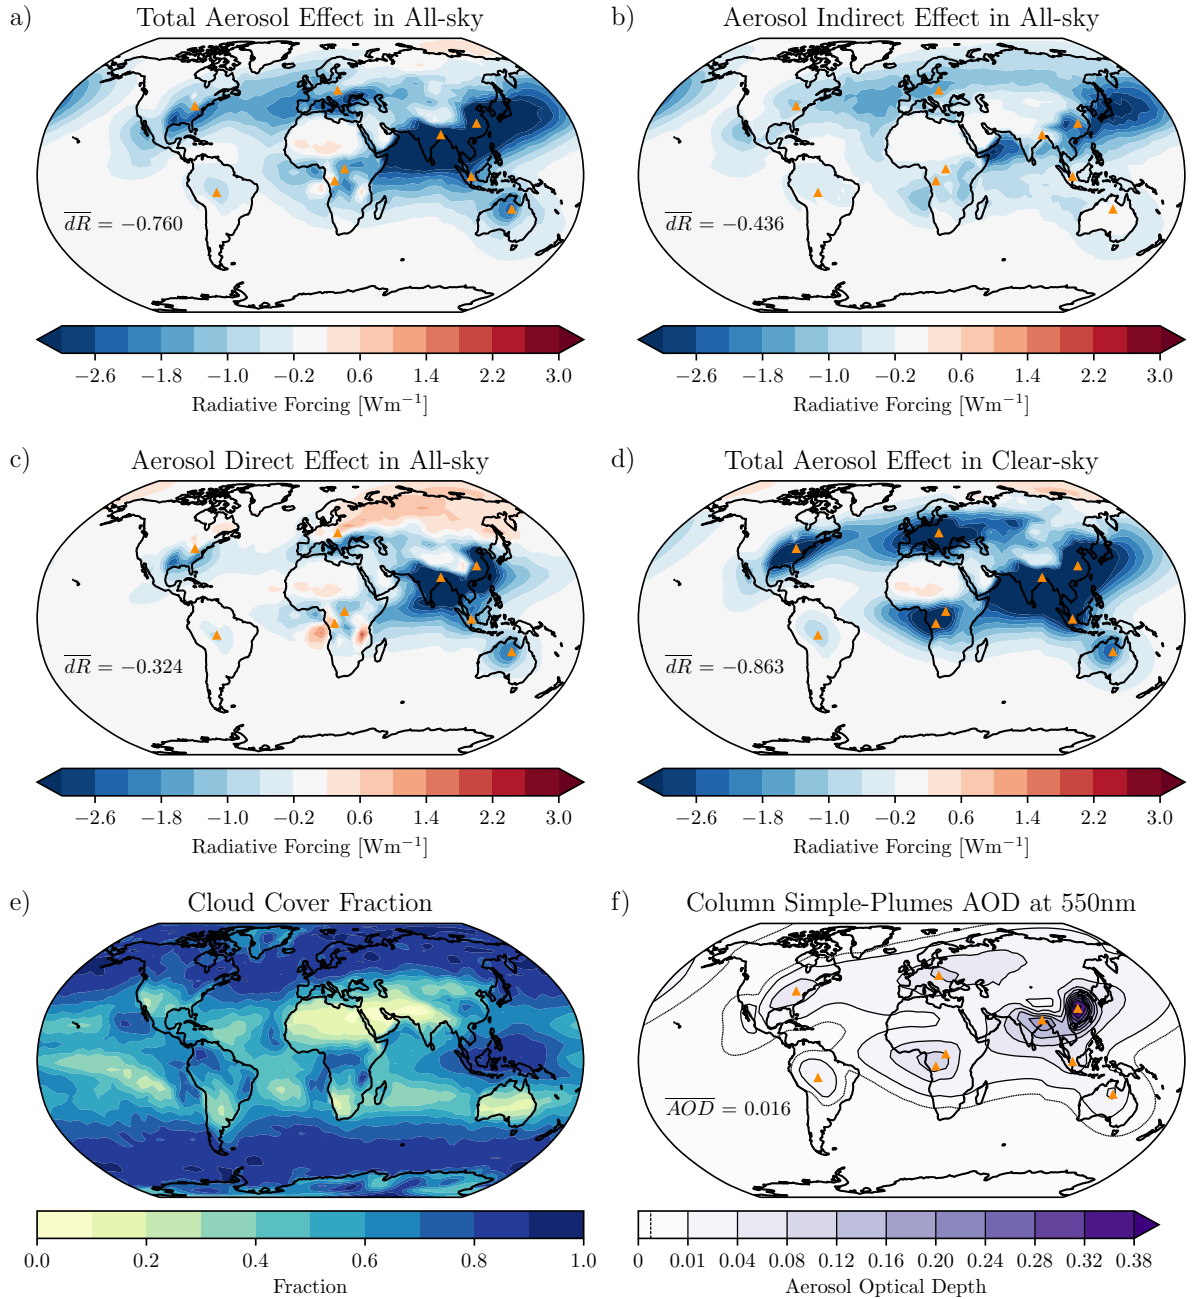 a) Total Aerosol Effect in All-sky
b) Aerosol Indirect Effect in All-sky
dR = −0.760
dR = −0.436
−2.6 −1.8 −1.0 −0.2 0.6 1.4 2.2 3.0
−2.6 −1.8 −1.0 −0.2 0.6 1.4 2.2 3.0
Radiative Forcing [Wm⁻¹]
Radiative Forcing [Wm⁻¹]
c) Aerosol Direct Effect in All-sky
d) Total Aerosol Effect in Clear-sky
dR = −0.324
dR = −0.863
−2.6 −1.8 −1.0 −0.2 0.6 1.4 2.2 3.0
−2.6 −1.8 −1.0 −0.2 0.6 1.4 2.2 3.0
Radiative Forcing [Wm⁻¹]
Radiative Forcing [Wm⁻¹]
e) Cloud Cover Fraction
f) Column Simple-Plumes AOD at 550nm
AOD = 0.016
0.0 0.2 0.4 0.6 0.8 1.0
0 0.01 0.04 0.08 0.12 0.16 0.20 0.24 0.28 0.32 0.38
Fraction
Aerosol Optical Depth